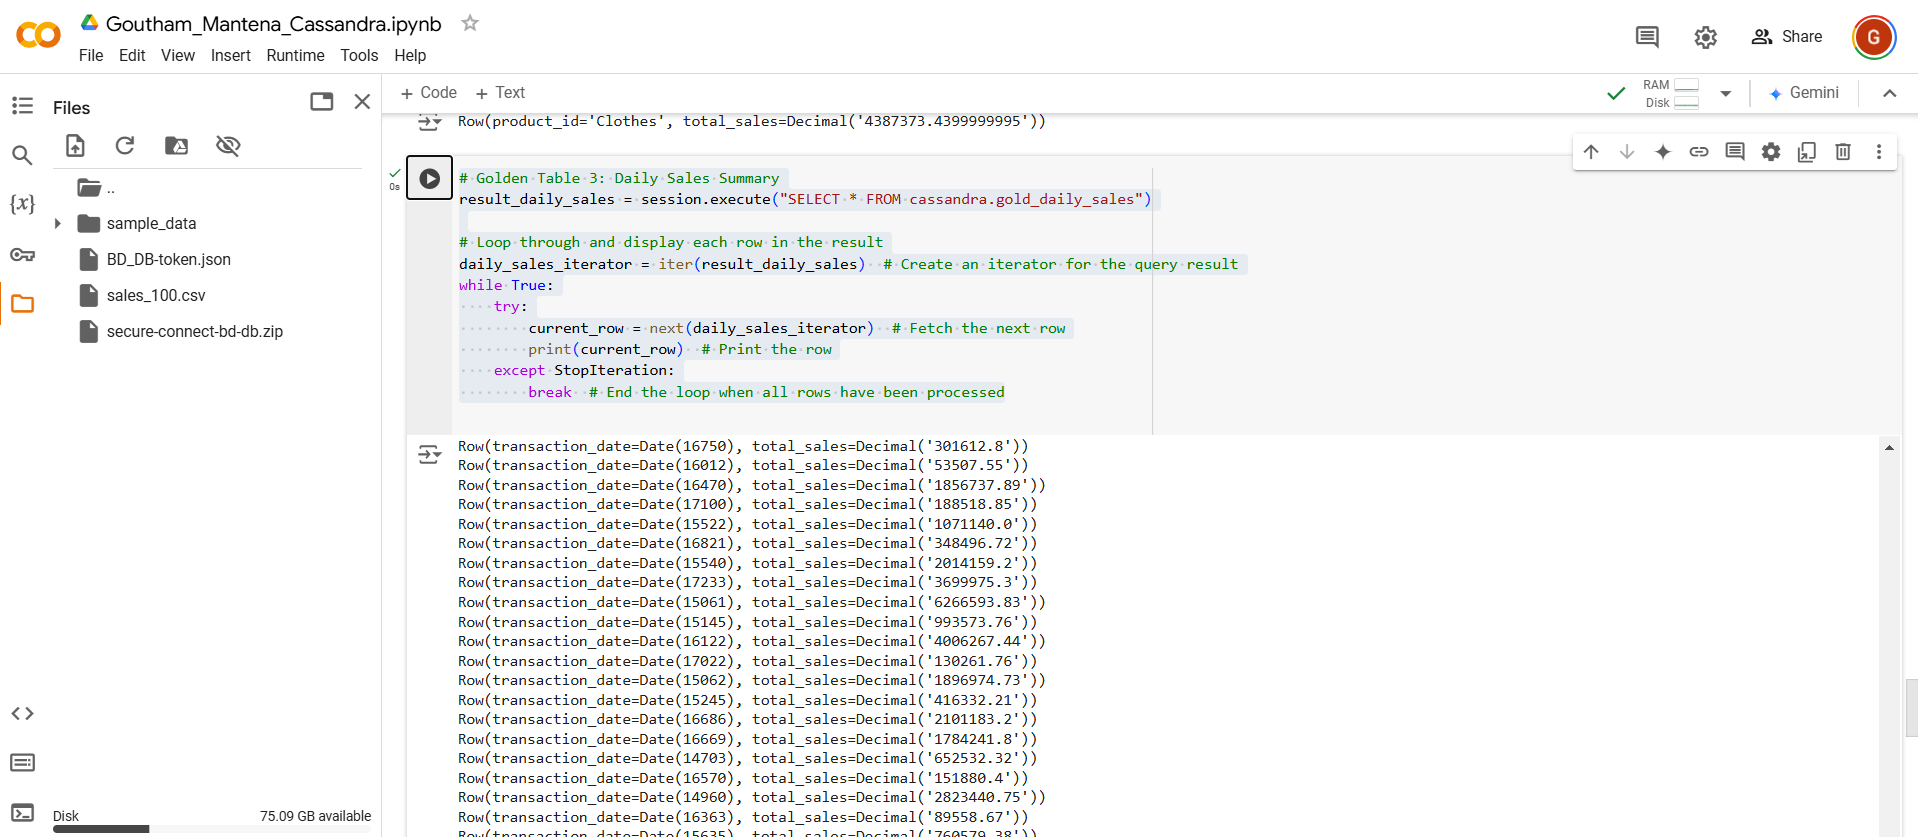 Goutham_Mantena_Cassandra.ipynb
File Edit View Insert Runtime Tools Help
Share
G
Files
+ Code + Text
RAM
Disk
Gemini
..
sample_data
BD_DB-token.json
sales_100.csv
secure-connect-bd-db.zip
Disk 75.09 GB available
Row(product_id='Clothes', total_sales=Decimal('4387373.4399999995'))
0s
# Golden Table 3: Daily Sales Summary
result_daily_sales = session.execute("SELECT * FROM cassandra.gold_daily_sales")
# Loop through and display each row in the result
daily_sales_iterator = iter(result_daily_sales)  # Create an iterator for the query result
while True:
    try:
        current_row = next(daily_sales_iterator)  # Fetch the next row
        print(current_row)  # Print the row
    except StopIteration:
        break  # End the loop when all rows have been processed
Row(transaction_date=Date(16750), total_sales=Decimal('301612.8'))
Row(transaction_date=Date(16012), total_sales=Decimal('53507.55'))
Row(transaction_date=Date(16470), total_sales=Decimal('1856737.89'))
Row(transaction_date=Date(17100), total_sales=Decimal('188518.85'))
Row(transaction_date=Date(15522), total_sales=Decimal('1071140.0'))
Row(transaction_date=Date(16821), total_sales=Decimal('348496.72'))
Row(transaction_date=Date(15540), total_sales=Decimal('2014159.2'))
Row(transaction_date=Date(17233), total_sales=Decimal('3699975.3'))
Row(transaction_date=Date(15061), total_sales=Decimal('6266593.83'))
Row(transaction_date=Date(15145), total_sales=Decimal('993573.76'))
Row(transaction_date=Date(16122), total_sales=Decimal('4006267.44'))
Row(transaction_date=Date(17022), total_sales=Decimal('130261.76'))
Row(transaction_date=Date(15062), total_sales=Decimal('1896974.73'))
Row(transaction_date=Date(15245), total_sales=Decimal('416332.21'))
Row(transaction_date=Date(16686), total_sales=Decimal('2101183.2'))
Row(transaction_date=Date(16669), total_sales=Decimal('1784241.8'))
Row(transaction_date=Date(14703), total_sales=Decimal('652532.32'))
Row(transaction_date=Date(16570), total_sales=Decimal('151880.4'))
Row(transaction_date=Date(14960), total_sales=Decimal('2823440.75'))
Row(transaction_date=Date(16363), total_sales=Decimal('89558.67'))
Row(transaction_date=Date(15635), total_sales=Decimal('760579.38'))